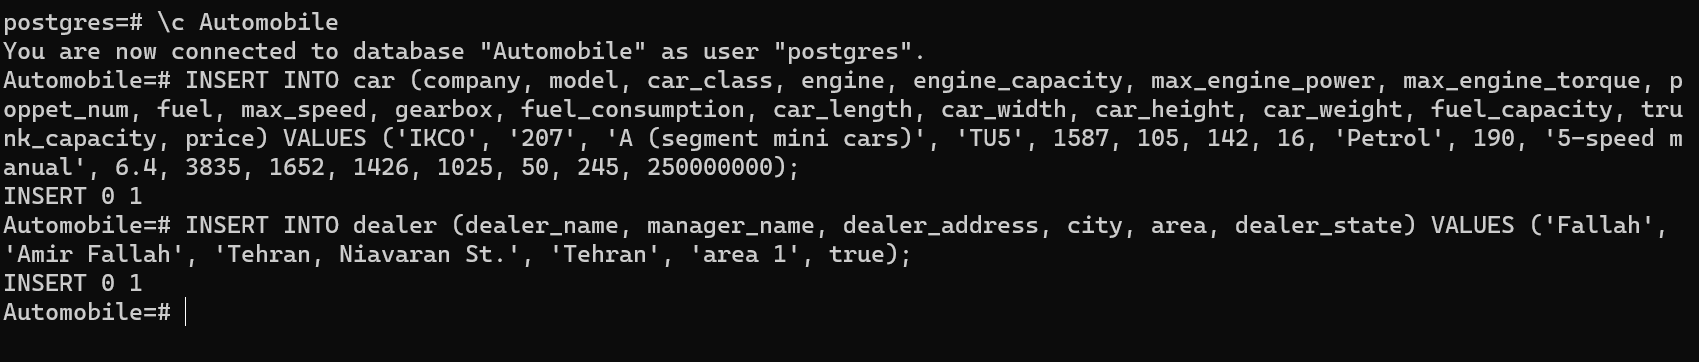 postgres=# \c Automobile
You are now connected to database "Automobile" as user "postgres".
Automobile=# INSERT INTO car (company, model, car_class, engine, engine_capacity, max_engine_power, max_engine_torque, p
oppet_num, fuel, max_speed, gearbox, fuel_consumption, car_length, car_width, car_height, car_weight, fuel_capacity, tru
nk_capacity, price) VALUES ('IKCO', '207', 'A (segment mini cars)', 'TU5', 1587, 105, 142, 16, 'Petrol', 190, '5-speed m
anual', 6.4, 3835, 1652, 1426, 1025, 50, 245, 250000000);
INSERT 0 1
Automobile=# INSERT INTO dealer (dealer_name, manager_name, dealer_address, city, area, dealer_state) VALUES ('Fallah',
'Amir Fallah', 'Tehran, Niavaran St.', 'Tehran', 'area 1', true);
INSERT 0 1
Automobile=#